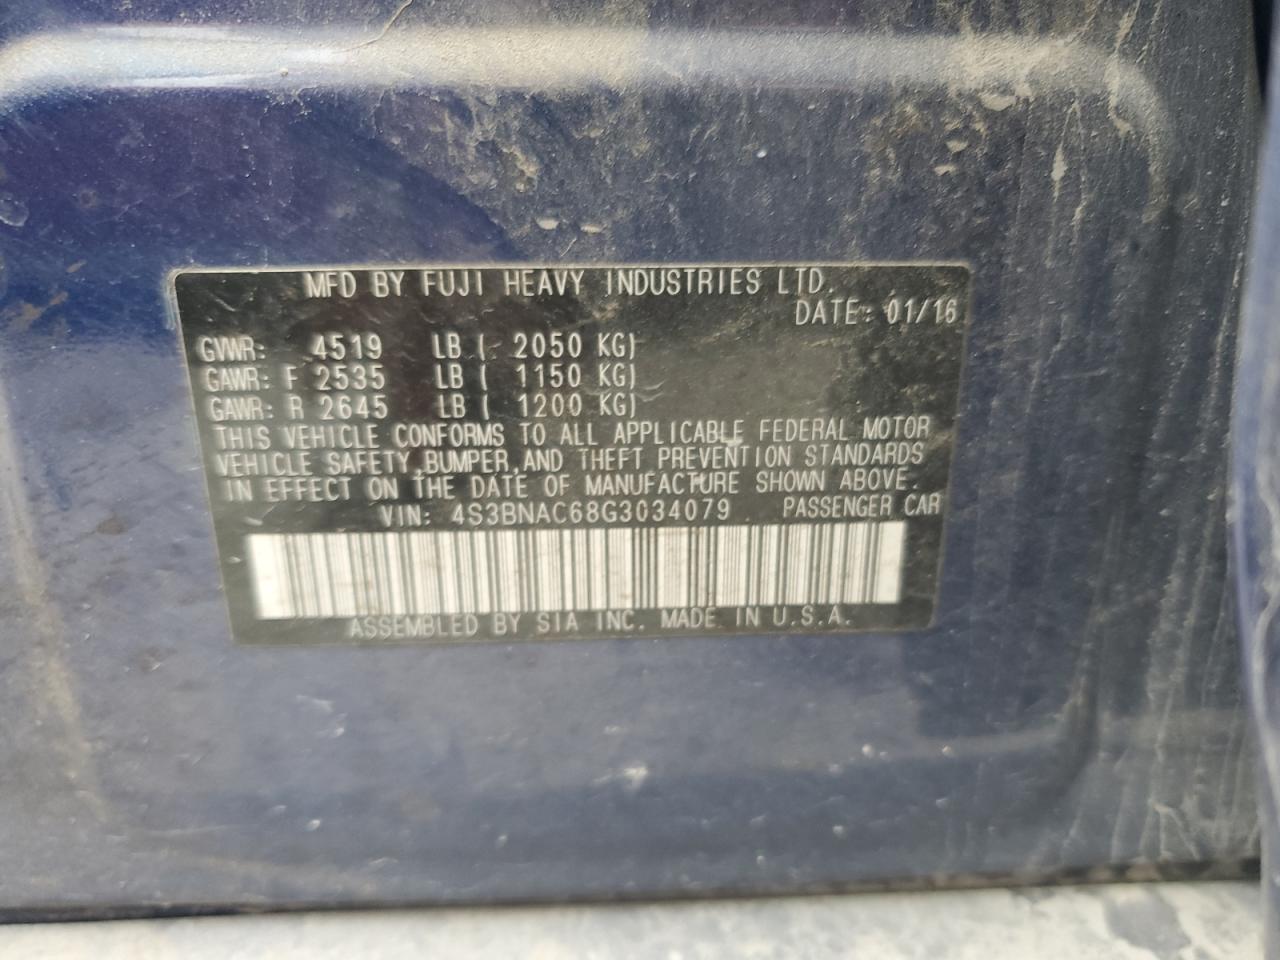 MFD BY FUJI HEAVY INDUSTRIES LTD.
DATE: 01/16
GVWR: 4519 LB ( 2050 KG)
GAWR: F 2535 LB ( 1150 KG)
GAWR: R 2645 LB ( 1200 KG)
THIS VEHICLE CONFORMS TO ALL APPLICABLE FEDERAL MOTOR
VEHICLE SAFETY,BUMPER,AND THEFT PREVENTION STANDARDS
IN EFFECT ON THE DATE OF MANUFACTURE SHOWN ABOVE.
VIN: 4S3BNAC68G3034079 PASSENGER CAR
ASSEMBLED BY SIA INC. MADE IN U.S.A.